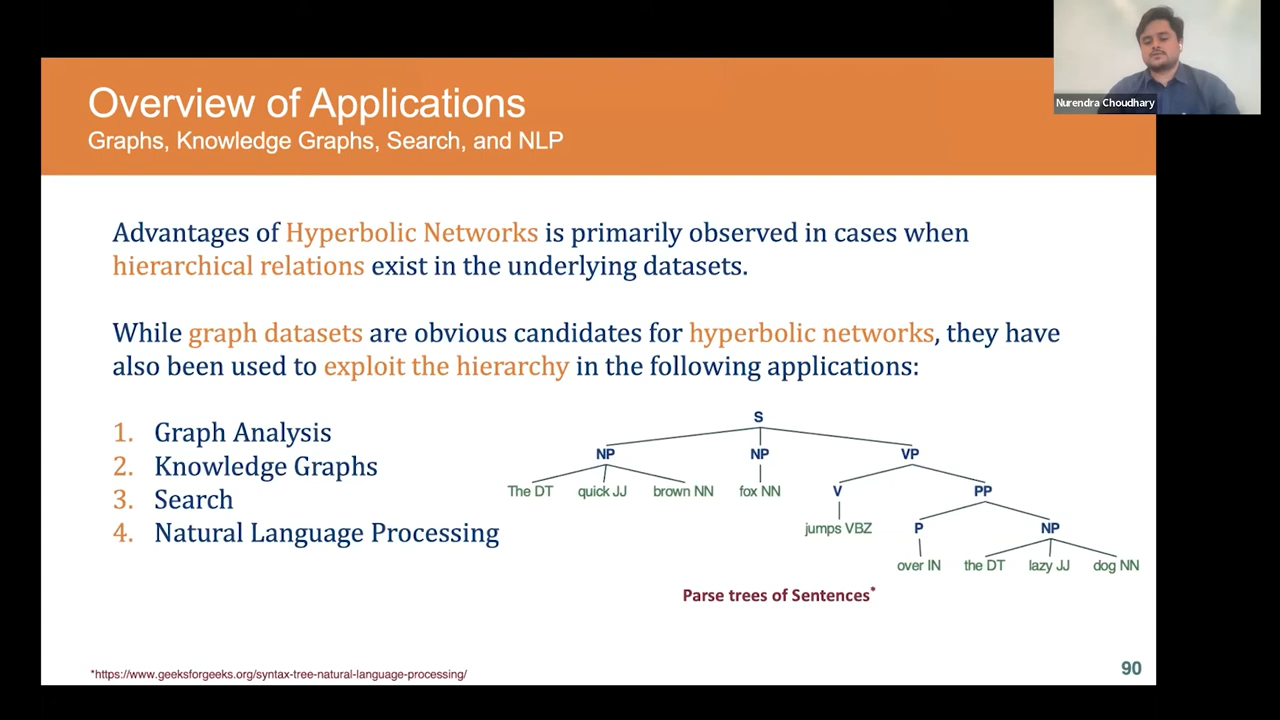 Overview of Applications
Graphs, Knowledge Graphs, Search, and NLP
Nurendra Choudhary
Advantages of Hyperbolic Networks is primarily observed in cases when
hierarchical relations exist in the underlying datasets.
While graph datasets are obvious candidates for hyperbolic networks, they have
also been used to exploit the hierarchy in the following applications:
1. Graph Analysis
2. Knowledge Graphs
3. Search
4. Natural Language Processing
S
NP NP VP
The DT quick JJ brown NN fox NN V PP
jumps VBZ P NP
over IN the DT lazy JJ dog NN
Parse trees of Sentences*
*https://www.geeksforgeeks.org/syntax-tree-natural-language-processing/
90